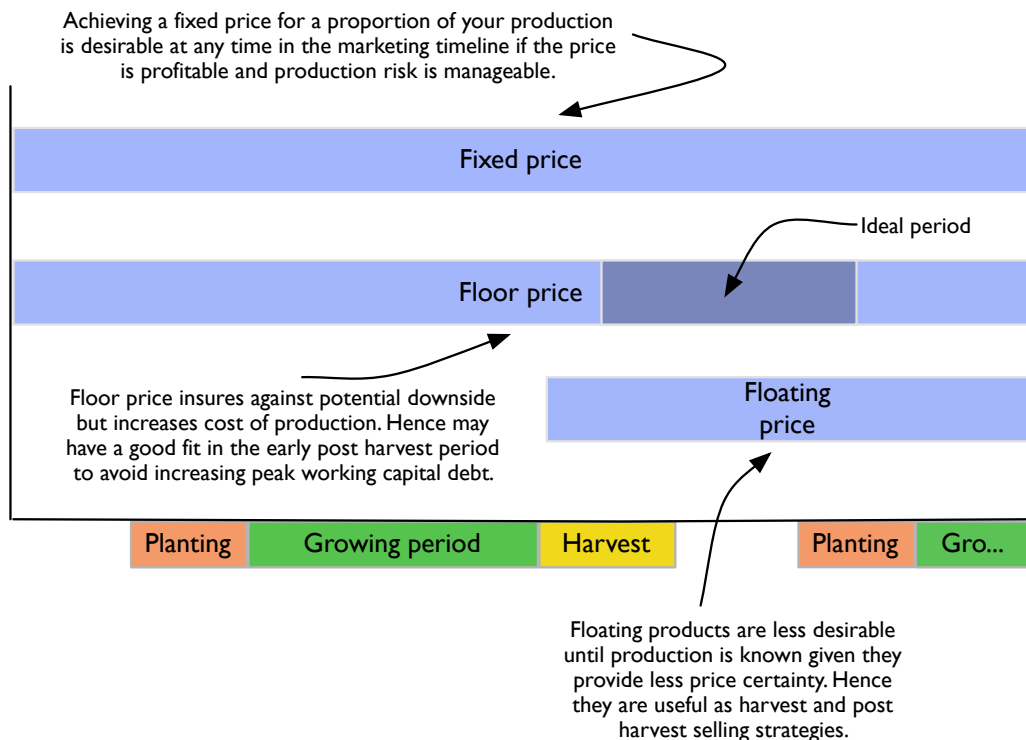 Achieving a fixed price for a proportion of your production
is desirable at any time in the marketing timeline if the price
is profitable and production risk is manageable.
Fixed price
Ideal period
Floor price
Floor price insures against potential downside
but increases cost of production. Hence may
have a good fit in the early post harvest period
to avoid increasing peak working capital debt.
Floating
price
Planting
Growing period
Harvest
Planting
Gro...
Floating products are less desirable
until production is known given they
provide less price certainty. Hence
they are useful as harvest and post
harvest selling strategies.